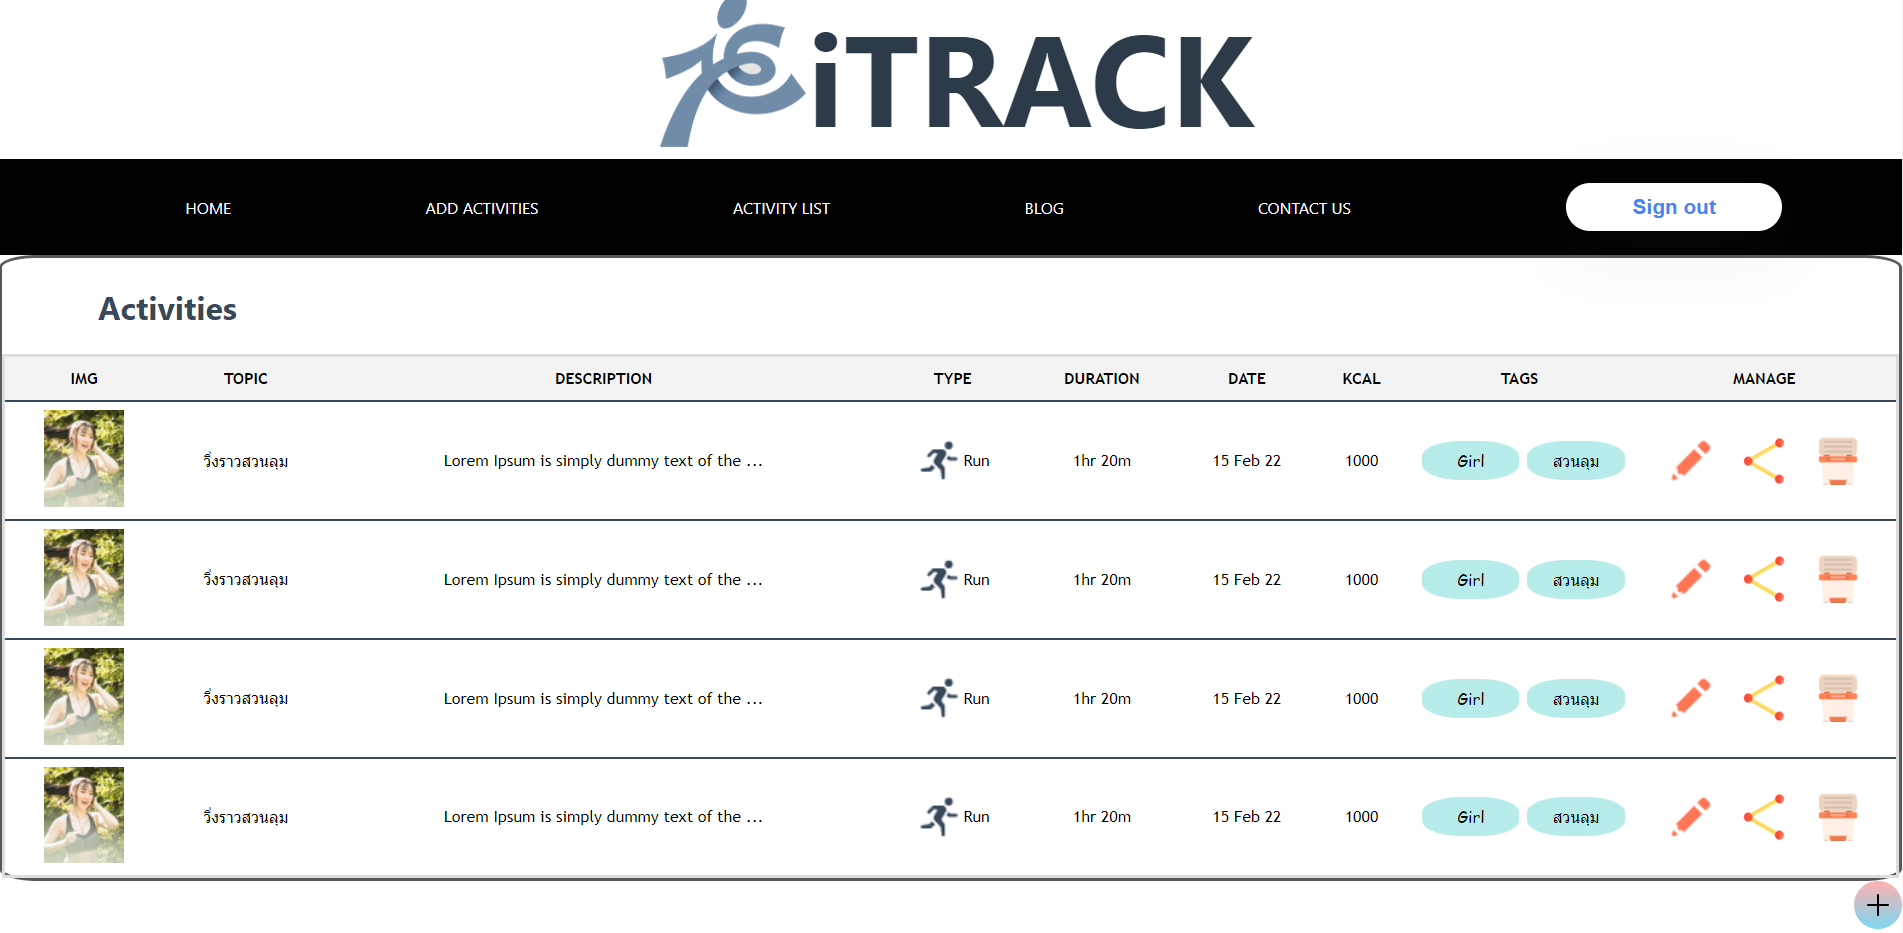 iTRACK
HOME ADD ACTIVITIES ACTIVITY LIST BLOG CONTACT US Sign out
Activities
IMG TOPIC DESCRIPTION TYPE DURATION DATE KCAL TAGS MANAGE
วิ่งราวสวนลุม Lorem Ipsum is simply dummy text of the ... Run 1hr 20m 15 Feb 22 1000 Girl สวนลุม
วิ่งราวสวนลุม Lorem Ipsum is simply dummy text of the ... Run 1hr 20m 15 Feb 22 1000 Girl สวนลุม
วิ่งราวสวนลุม Lorem Ipsum is simply dummy text of the ... Run 1hr 20m 15 Feb 22 1000 Girl สวนลุม
วิ่งราวสวนลุม Lorem Ipsum is simply dummy text of the ... Run 1hr 20m 15 Feb 22 1000 Girl สวนลุม